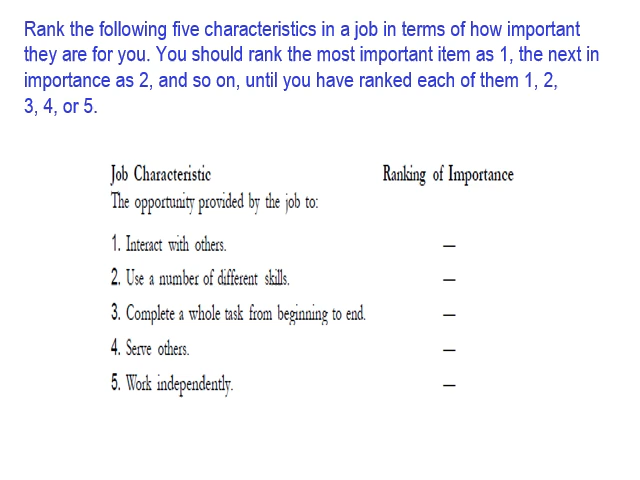 Rank the following five characteristics in a job in terms of how important
they are for you. You should rank the most important item as 1, the next in
importance as 2, and so on, until you have ranked each of them 1, 2,
3, 4, or 5.
Job Characteristic Ranking of Importance
The opportunity provided by the job to:
1. Interact with others. —
2. Use a number of different skills. —
3. Complete a whole task from beginning to end. —
4. Serve others. —
5. Work independently. —